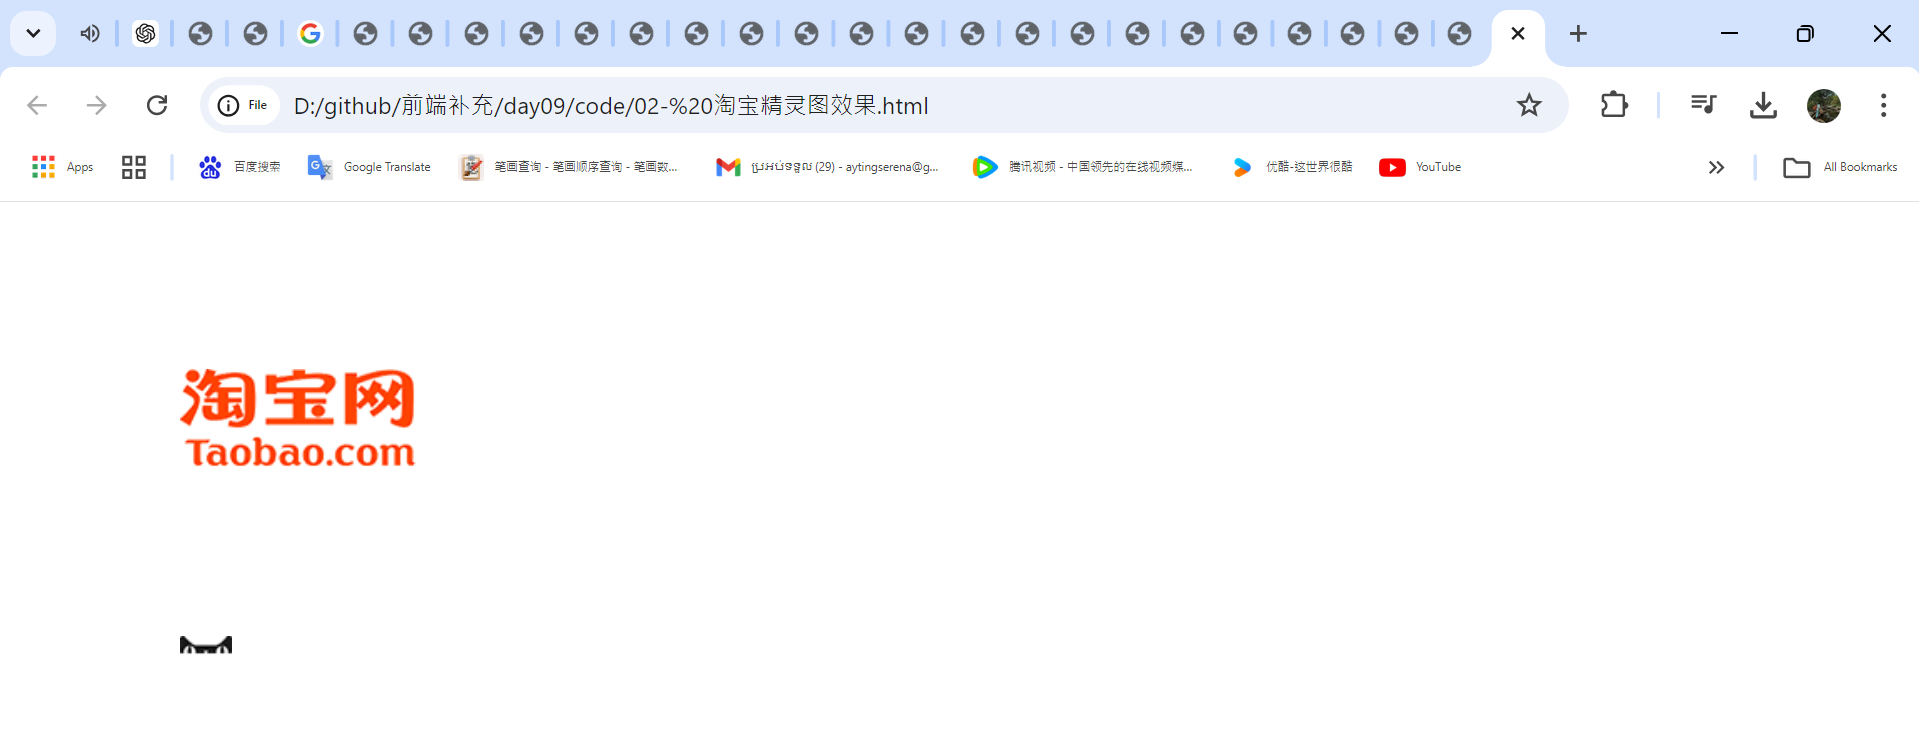 File
D:/github/前端补充/day09/code/02-%20淘宝精灵图效果.html
Apps
百度搜索
Google Translate
笔画查询 - 笔画顺序查询 - 笔画数...
ប្រអប់ទទួល (29) - aytingserena@g...
腾讯视频 - 中国领先的在线视频媒...
优酷-这世界很酷
YouTube
All Bookmarks
淘宝网
Taobao.com